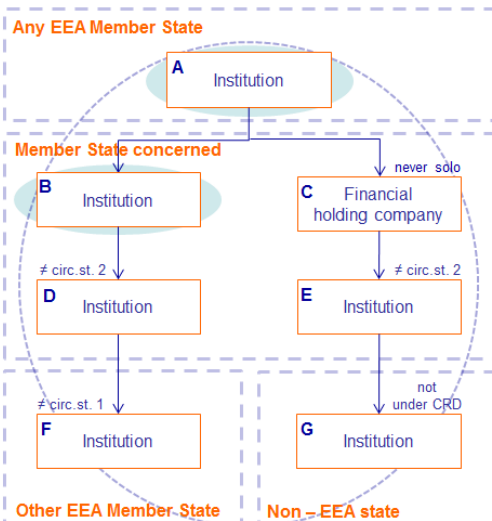 Any EEA Member State
A
Institution
Member State concerned
never solo
B
Institution
C
Financial
holding company
≠ circ.st. 2
≠ circ.st. 2
D
Institution
E
Institution
≠ circ.st. 1
not
under CRD
F
Institution
G
Institution
Other EEA Member State
Non – EEA state